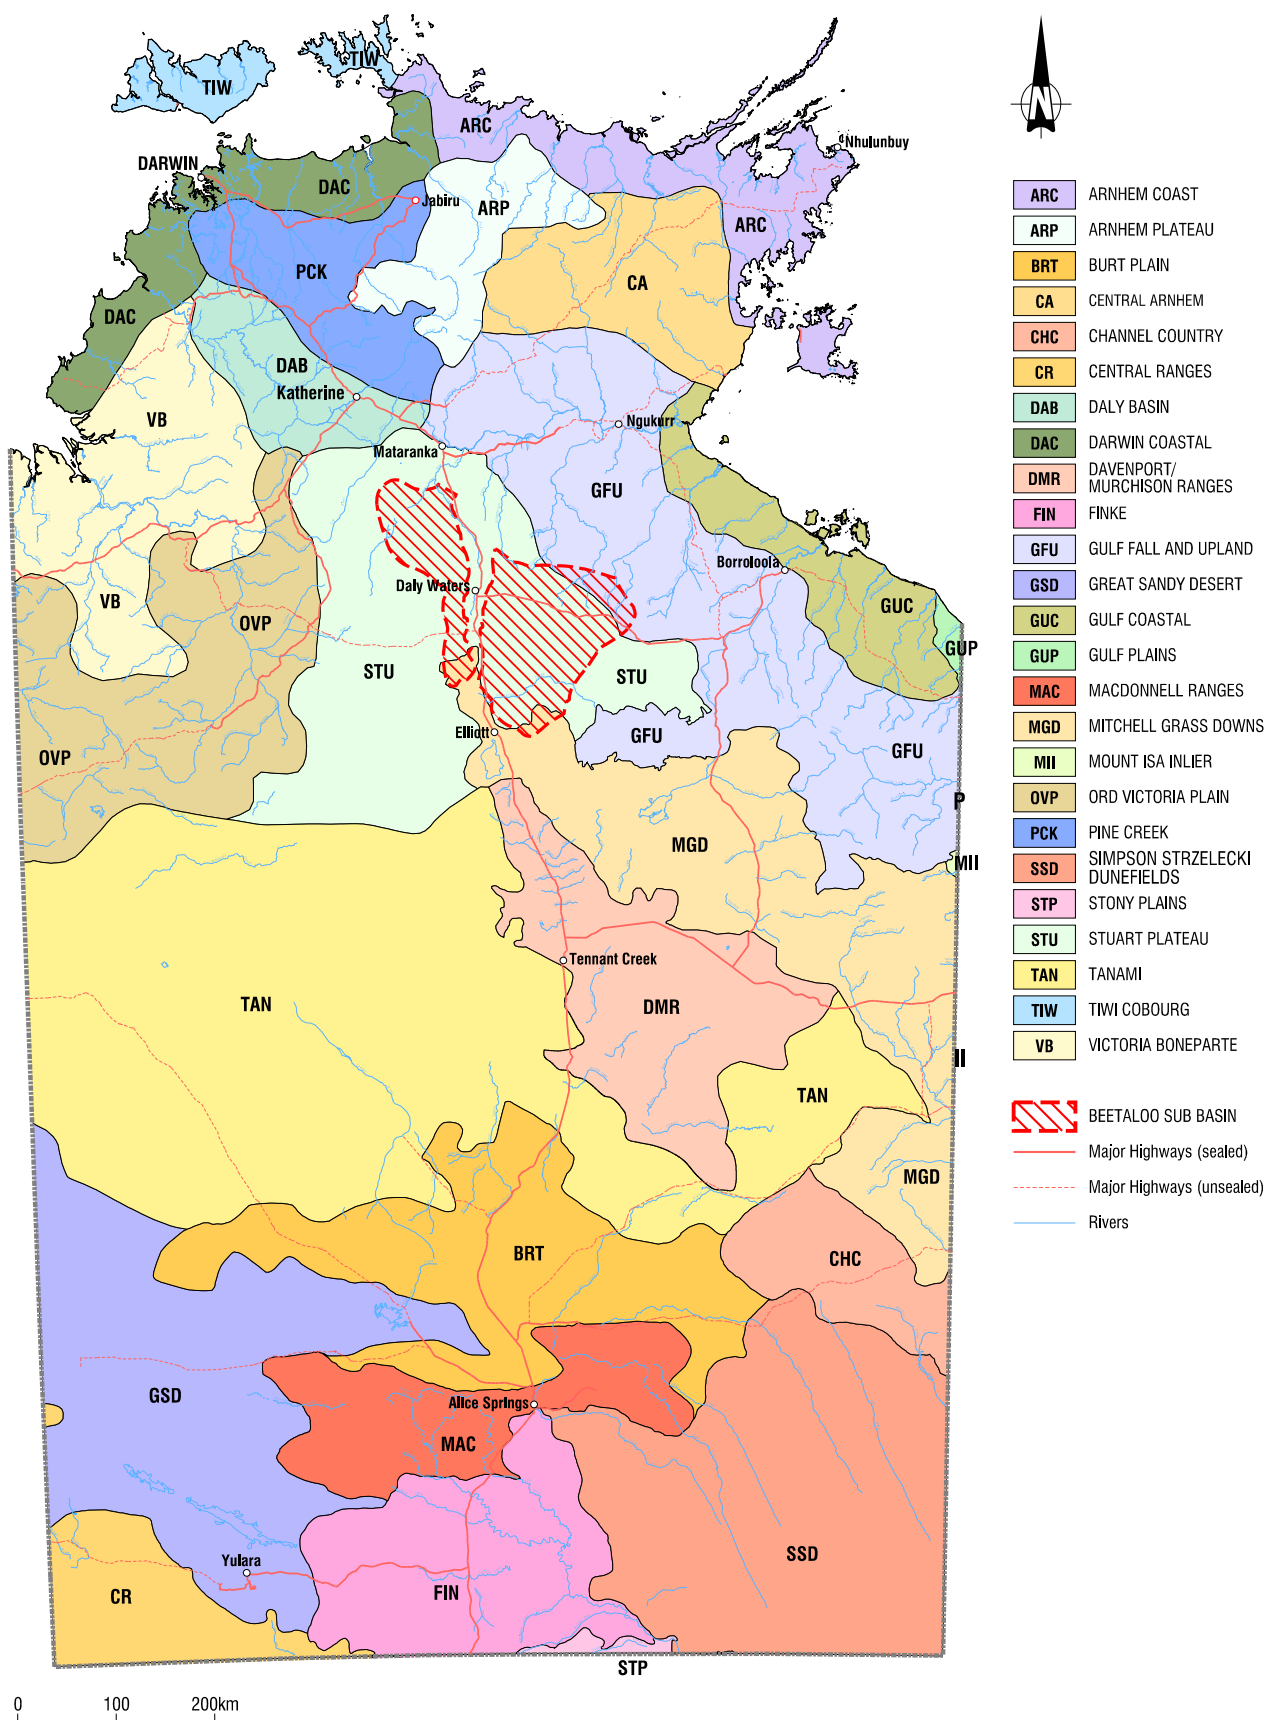 TIW
TIW
ARC
Nhulunbuy
DARWIN
DAC
Jabiru
ARP
ARC
PCK
CA
DAC
DAB
Katherine
VB
Ngukurr
Mataranka
GFU
Borroloola
Daly Waters
VB
GUC
OVP
GUP
STU
STU
Elliott
GFU
OVP
GFU
P
MGD
MII
Tennant Creek
TAN
DMR
II
TAN
MGD
BRT
CHC
GSD
Alice Springs
MAC
SSD
Yulara
CR
FIN
STP
0 100 200km
N
ARC ARNHEM COAST
ARP ARNHEM PLATEAU
BRT BURT PLAIN
CA CENTRAL ARNHEM
CHC CHANNEL COUNTRY
CR CENTRAL RANGES
DAB DALY BASIN
DAC DARWIN COASTAL
DMR DAVENPORT/
MURCHISON RANGES
FIN FINKE
GFU GULF FALL AND UPLAND
GSD GREAT SANDY DESERT
GUC GULF COASTAL
GUP GULF PLAINS
MAC MACDONNELL RANGES
MGD MITCHELL GRASS DOWNS
MII MOUNT ISA INLIER
OVP ORD VICTORIA PLAIN
PCK PINE CREEK
SSD SIMPSON STRZELECKI
DUNEFIELDS
STP STONY PLAINS
STU STUART PLATEAU
TAN TANAMI
TIW TIWI COBOURG
VB VICTORIA BONEPARTE
BEETALOO SUB BASIN
Major Highways (sealed)
Major Highways (unsealed)
Rivers